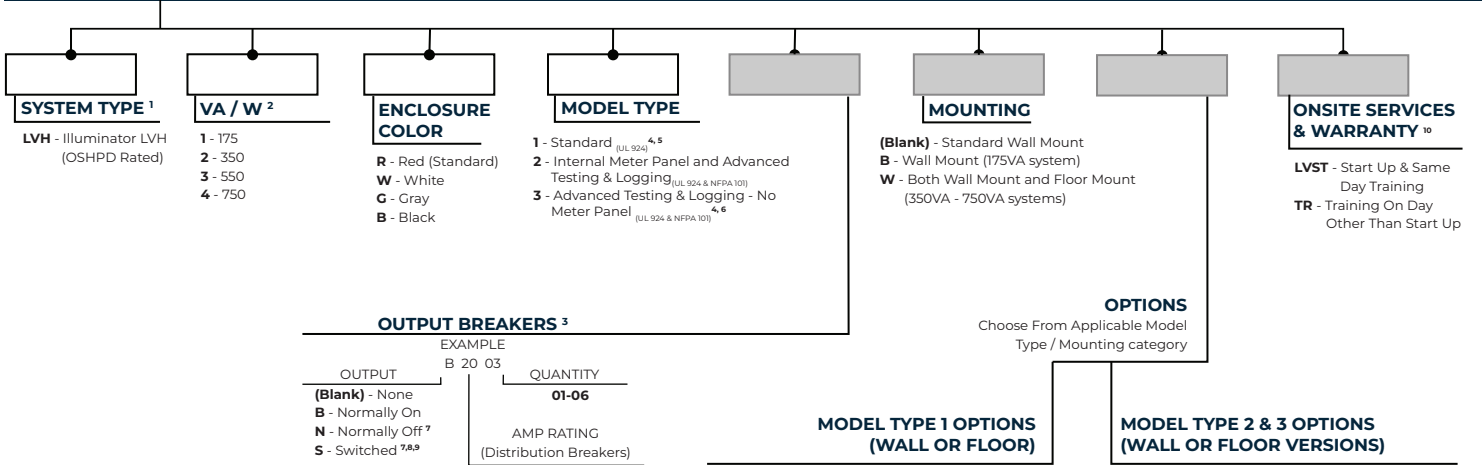 SYSTEM TYPE 1
LVH - Illuminator LVH
(OSHPD Rated)
VA / W 2
1 - 175
2 - 350
3 - 550
4 - 750
ENCLOSURE
COLOR
R - Red (Standard)
W - White
G - Gray
B - Black
MODEL TYPE
1 - Standard (UL 924) 4, 5
2 - Internal Meter Panel and Advanced
Testing & Logging (UL 924 & NFPA 101)
3 - Advanced Testing & Logging - No
Meter Panel (UL 924 & NFPA 101) 4, 6
MOUNTING
(Blank) - Standard Wall Mount
B - Wall Mount (175VA system)
W - Both Wall Mount and Floor Mount
(350VA - 750VA systems)
ONSITE SERVICES
& WARRANTY 10
LVST - Start Up & Same
Day Training
TR - Training On Day
Other Than Start Up
OUTPUT BREAKERS 3
EXAMPLE
B 20 03
OUTPUT
(Blank) - None
B - Normally On
N - Normally Off 7
S - Switched 7,8,9
QUANTITY
01-06
AMP RATING
(Distribution Breakers)
OPTIONS
Choose From Applicable Model
Type / Mounting category
MODEL TYPE 1 OPTIONS
(WALL OR FLOOR)
MODEL TYPE 2 & 3 OPTIONS
(WALL OR FLOOR VERSIONS)